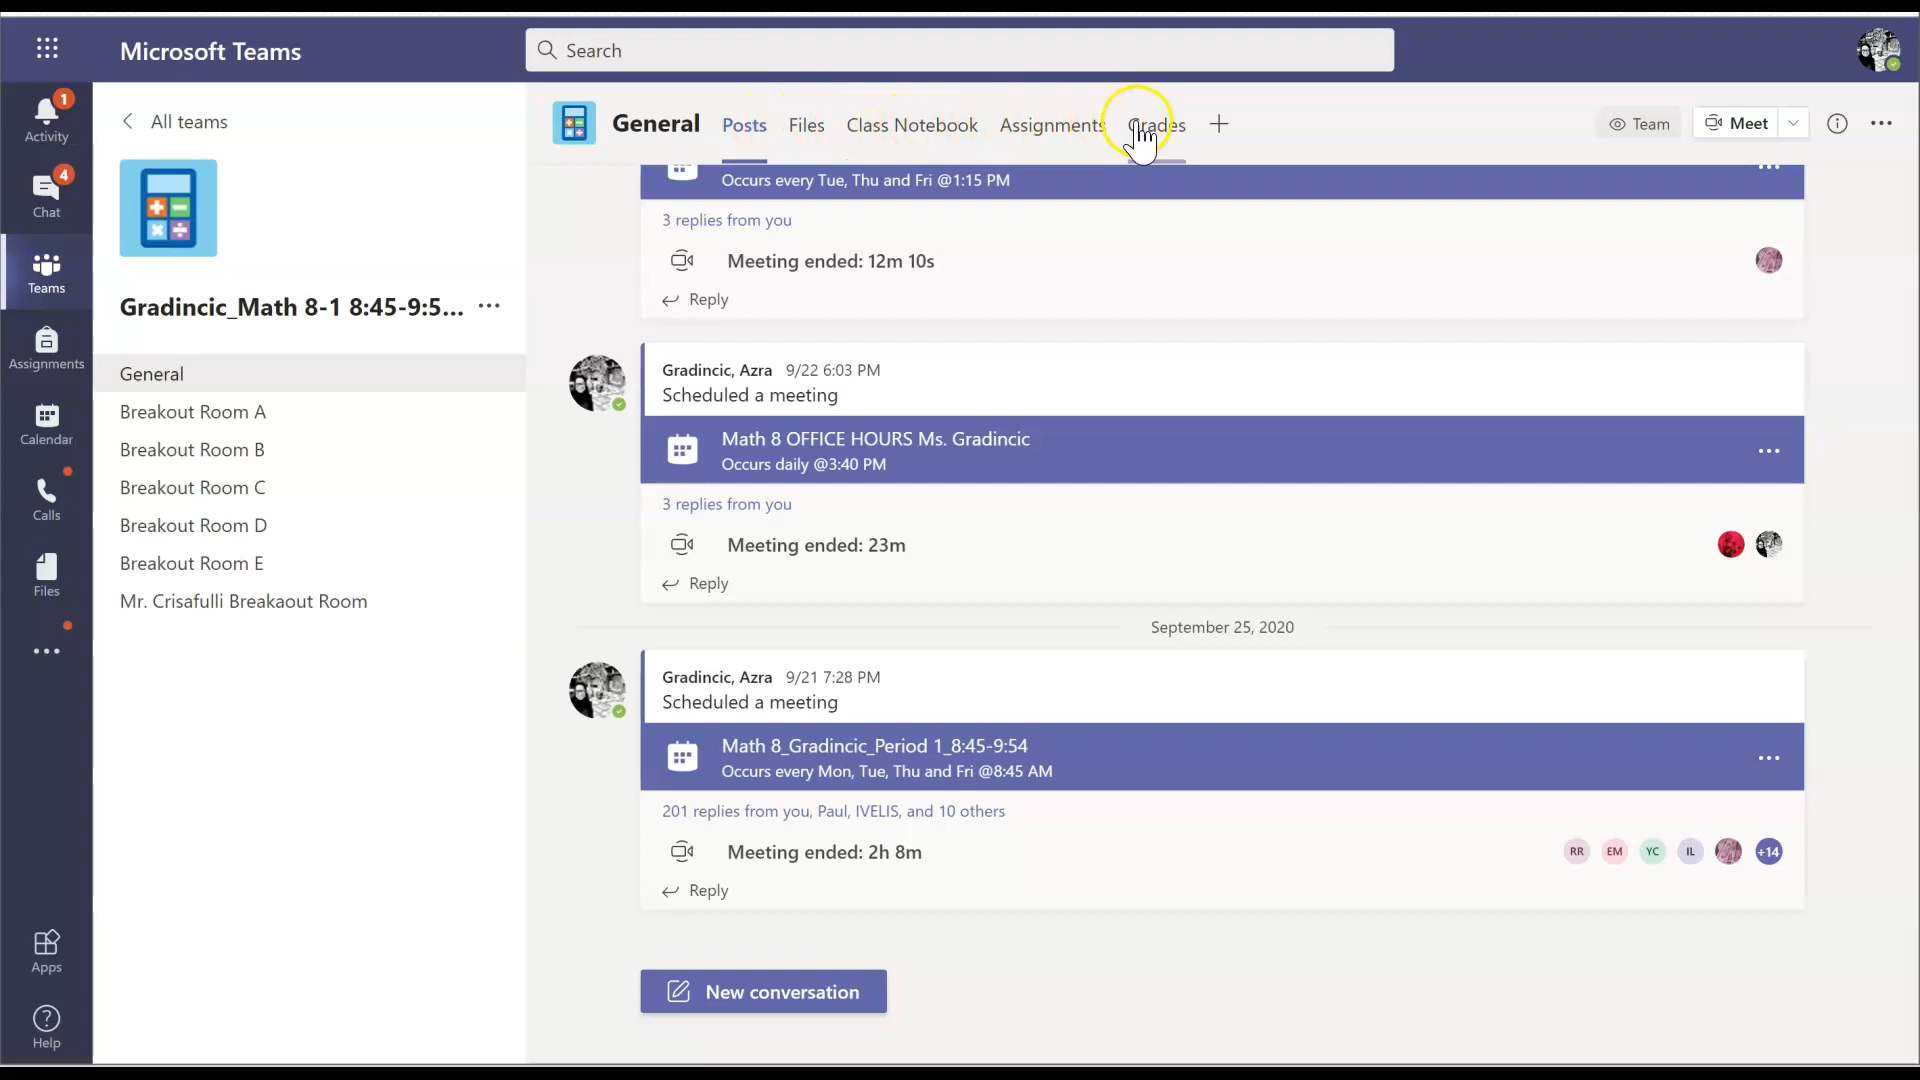 Microsoft Teams
Search
1
Activity
4
Chat
Teams
Assignments
Calendar
Calls
Files
Apps
Help
All teams
Gradincic_Math 8-1 8:45-9:5...
General
Breakout Room A
Breakout Room B
Breakout Room C
Breakout Room D
Breakout Room E
Mr. Crisafulli Breakaout Room
General Posts Files Class Notebook Assignments Grades
Team
Meet
Occurs every Tue, Thu and Fri @1:15 PM
3 replies from you
Meeting ended: 12m 10s
Reply
Gradincic, Azra 9/22 6:03 PM
Scheduled a meeting
Math 8 OFFICE HOURS Ms. Gradincic
Occurs daily @3:40 PM
3 replies from you
Meeting ended: 23m
Reply
September 25, 2020
Gradincic, Azra 9/21 7:28 PM
Scheduled a meeting
Math 8_Gradincic_Period 1_8:45-9:54
Occurs every Mon, Tue, Thu and Fri @8:45 AM
201 replies from you, Paul, IVELIS, and 10 others
Meeting ended: 2h 8m
RR EM YC IL +14
Reply
New conversation